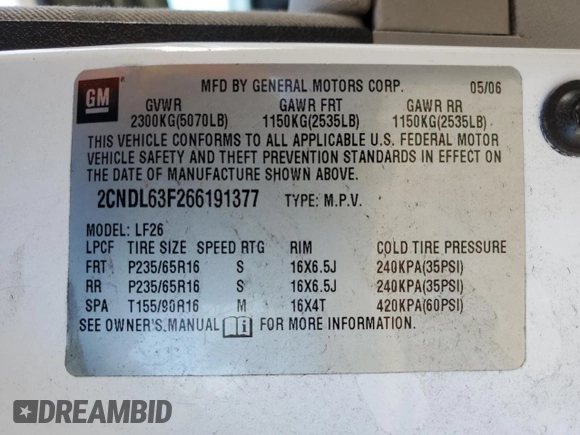 GM
MFD BY GENERAL MOTORS CORP. 05/06
GVWR GAWR FRT GAWR RR
2300KG(5070LB) 1150KG(2535LB) 1150KG(2535LB)
THIS VEHICLE CONFORMS TO ALL APPLICABLE U.S. FEDERAL MOTOR
VEHICLE SAFETY AND THEFT PREVENTION STANDARDS IN EFFECT ON
THE DATE OF MANUFACTURE SHOWN ABOVE.
2CNDL63F266191377 TYPE: M.P.V.
MODEL: LF26
LPCF TIRE SIZE SPEED RTG RIM COLD TIRE PRESSURE
FRT P235/65R16 S 16X6.5J 240KPA(35PSI)
RR P235/65R16 S 16X6.5J 240KPA(35PSI)
SPA T155/90R16 M 16X4T 420KPA(60PSI)
SEE OWNER'S MANUAL FOR MORE INFORMATION.
DREAMBID